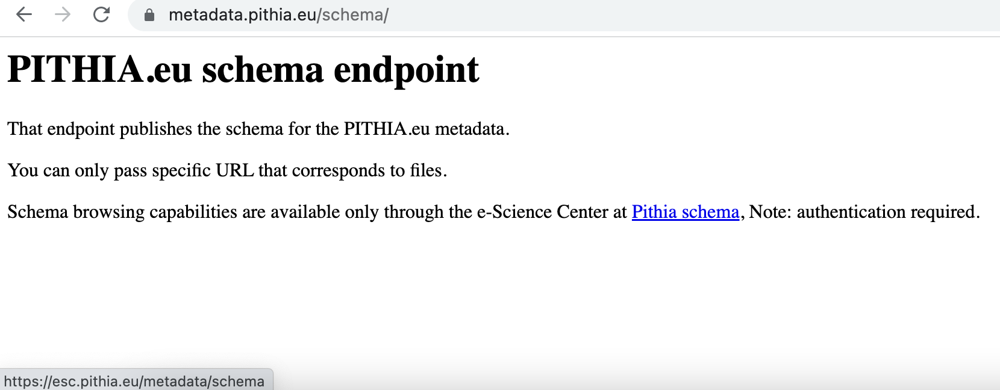 metadata.pithia.eu/schema/
PITHIA.eu schema endpoint
That endpoint publishes the schema for the PITHIA.eu metadata.
You can only pass specific URL that corresponds to files.
Schema browsing capabilities are available only through the e-Science Center at Pithia schema, Note: authentication required.
https://esc.pithia.eu/metadata/schema